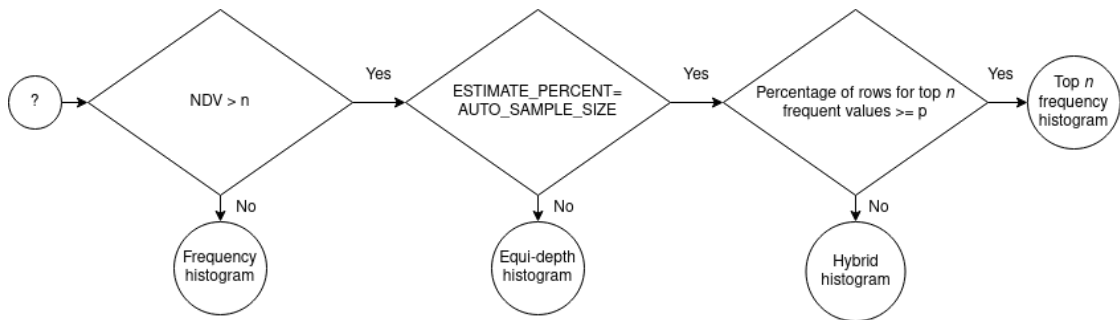 ?
NDV > n
Yes
No
Frequency
histogram
ESTIMATE_PERCENT=
AUTO_SAMPLE_SIZE
Yes
No
Equi-depth
histogram
Percentage of rows for top n
frequent values >= p
Yes
No
Hybrid
histogram
Top n
frequency
histogram